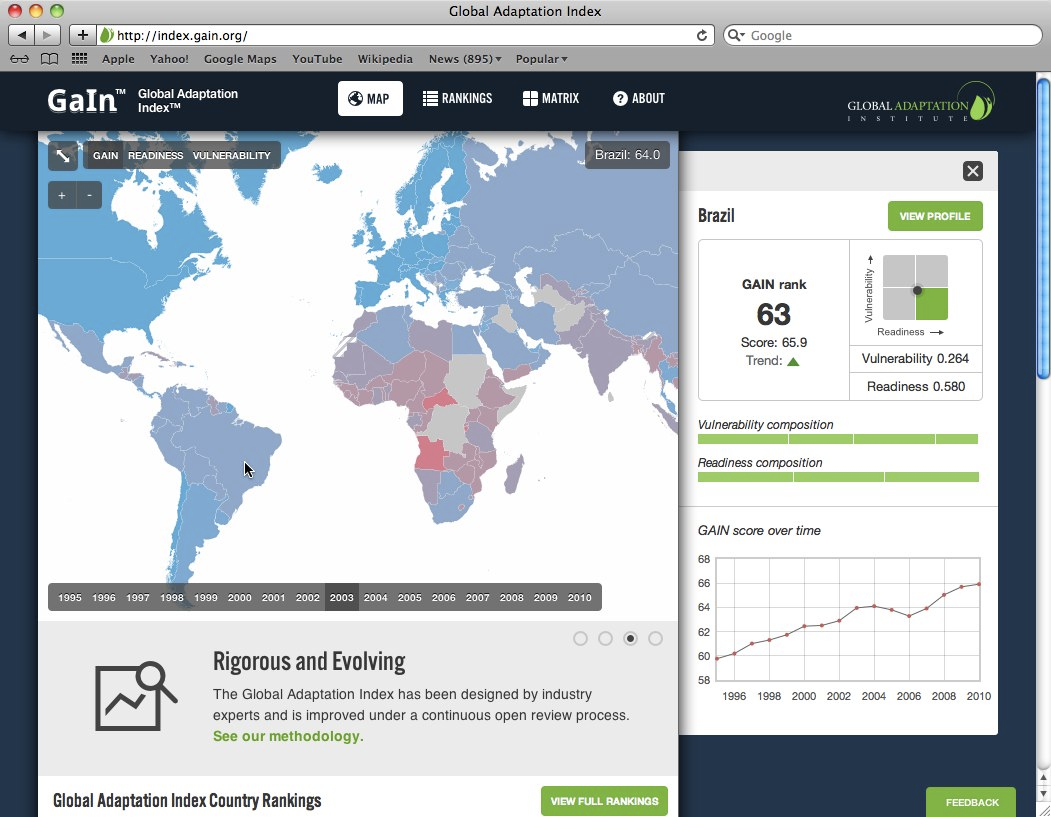 Global Adaptation Index
http://index.gain.org/
Google
Apple Yahoo! Google Maps YouTube Wikipedia News (895) Popular
GaIn™ Global Adaptation
Index™
MAP RANKINGS MATRIX ? ABOUT
GLOBAL ADAPTATION
INSTITUTE
GAIN READINESS VULNERABILITY
Brazil: 64.0
+ -
Brazil
VIEW PROFILE
GAIN rank
63
Score: 65.9
Trend:
Vulnerability
Readiness
Vulnerability 0.264
Readiness 0.580
Vulnerability composition
Readiness composition
GAIN score over time
68
66
64
62
60
58
1996 1998 2000 2002 2004 2006 2008 2010
1995 1996 1997 1998 1999 2000 2001 2002 2003 2004 2005 2006 2007 2008 2009 2010
Rigorous and Evolving
The Global Adaptation Index has been designed by industry
experts and is improved under a continuous open review process.
See our methodology.
Global Adaptation Index Country Rankings
VIEW FULL RANKINGS
FEEDBACK